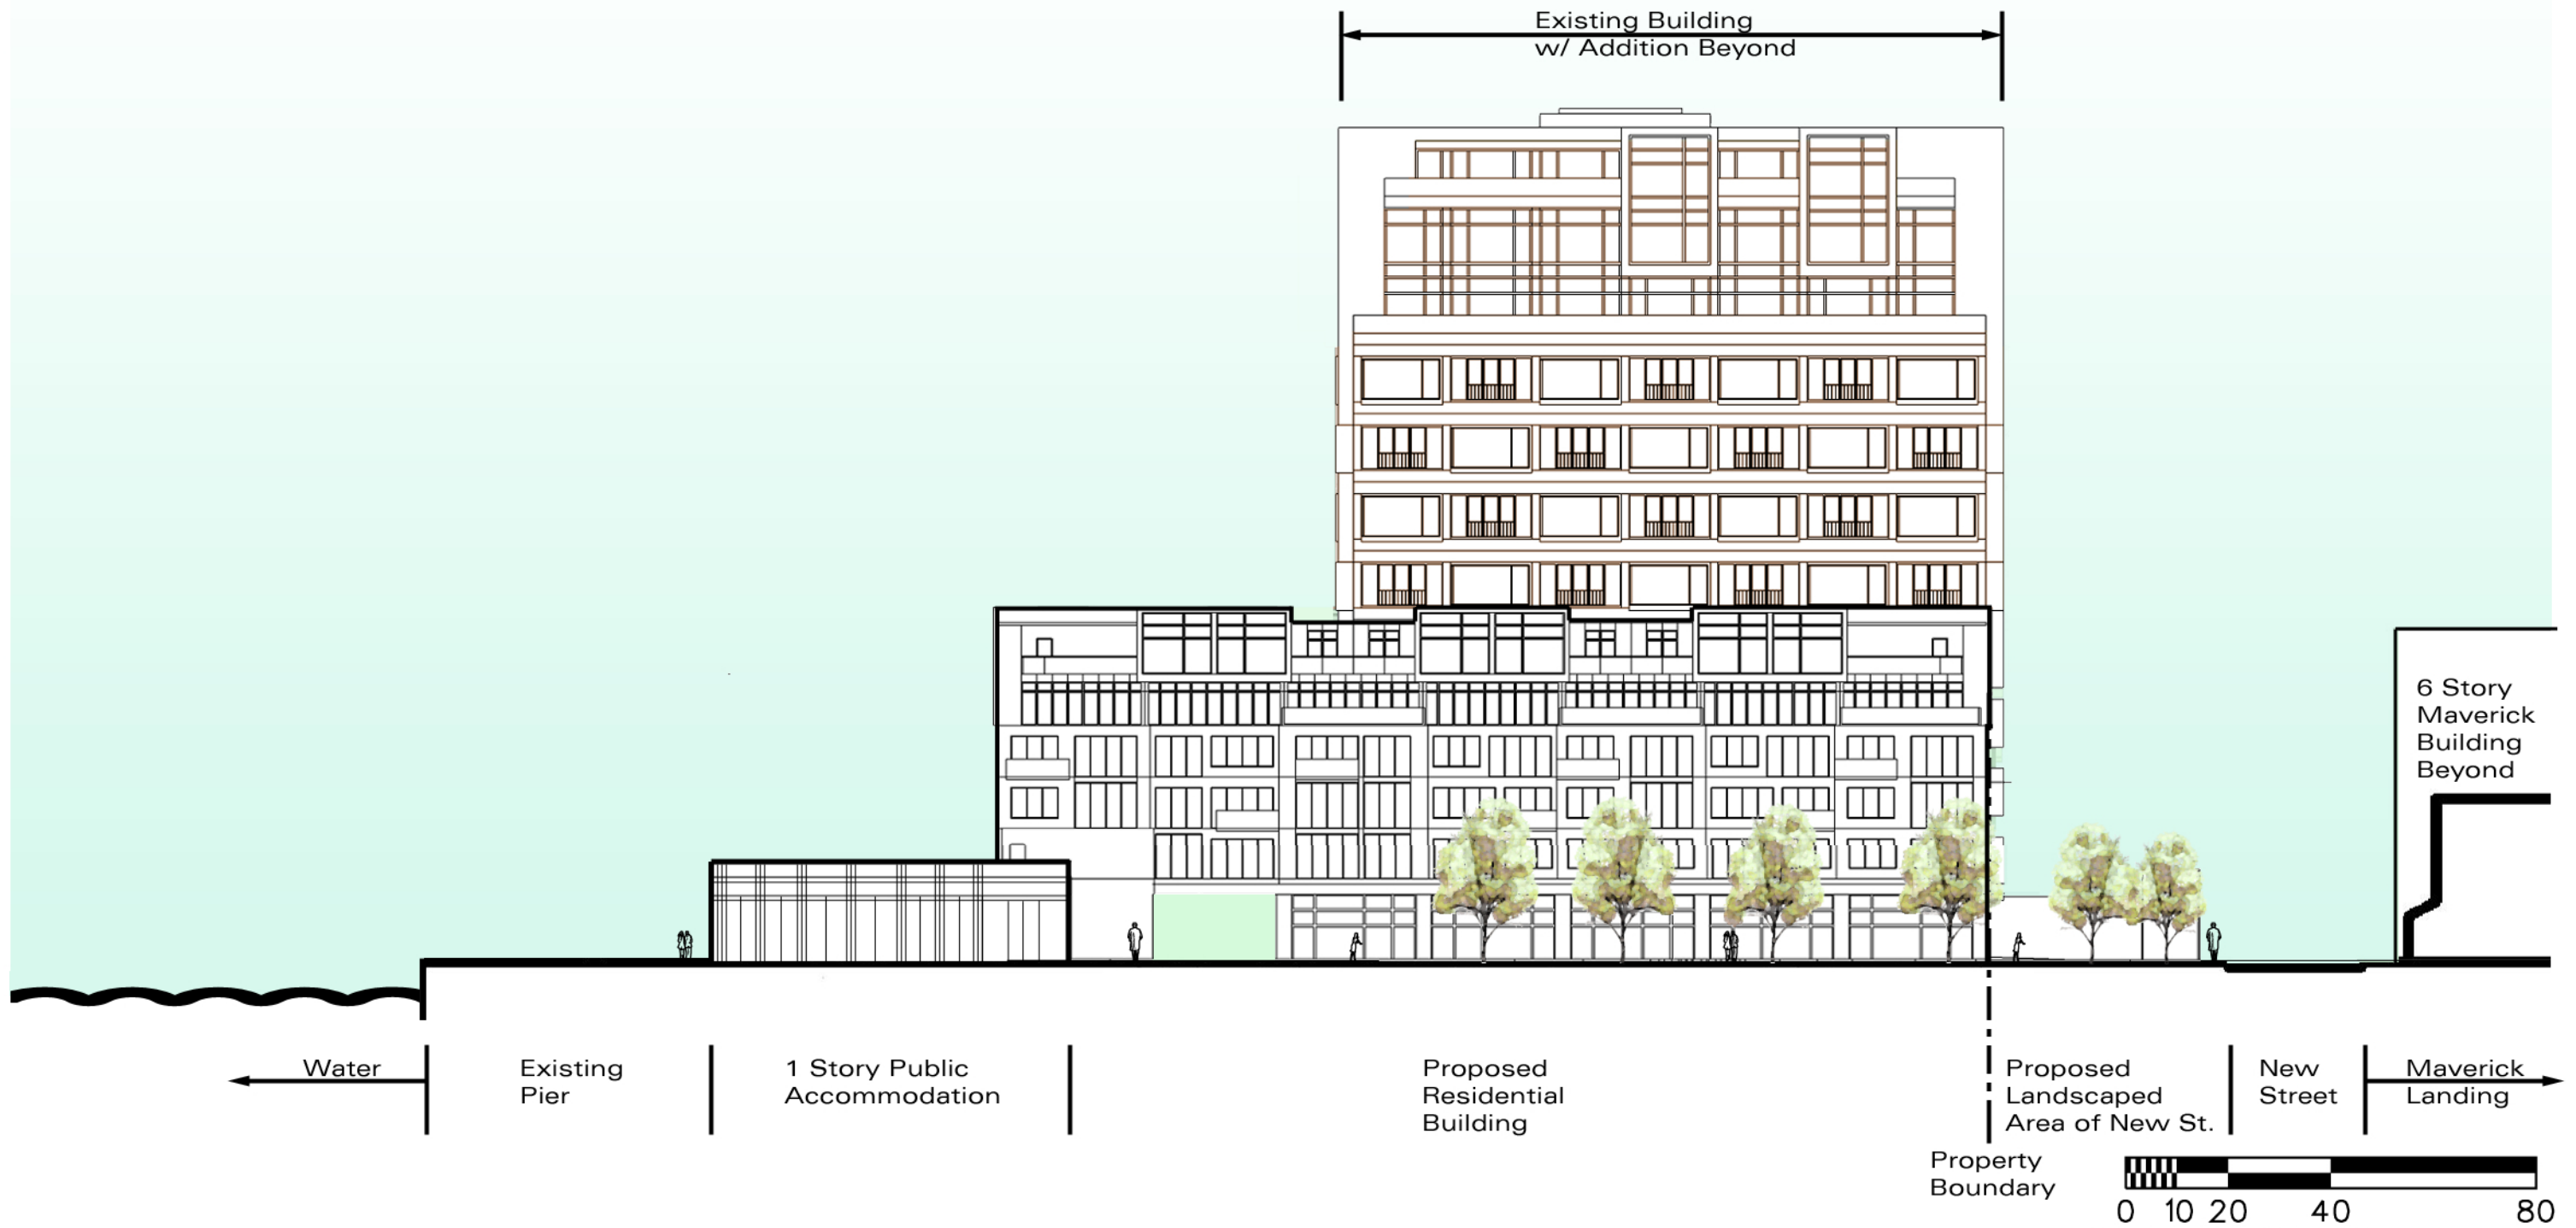 Existing Building
w/ Addition Beyond
6 Story
Maverick
Building
Beyond
Water
Existing
Pier
1 Story Public
Accommodation
Proposed
Residential
Building
Proposed
Landscaped
Area of New St.
New
Street
Maverick
Landing
Property
Boundary
0 10 20 40 80